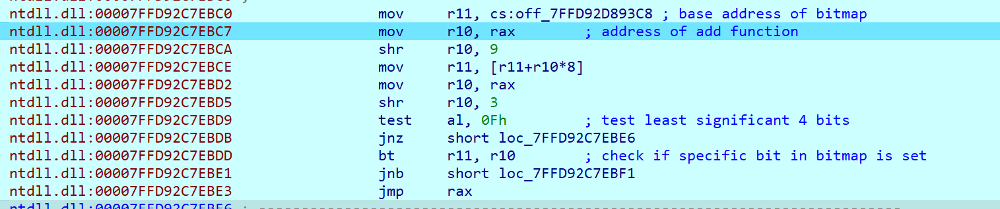 ntdll.dll:00007FFD92C7EBC0 mov r11, cs:off_7FFD92D893C8 ; base address of bitmap
ntdll.dll:00007FFD92C7EBC7 mov r10, rax ; address of add function
ntdll.dll:00007FFD92C7EBCA shr r10, 9
ntdll.dll:00007FFD92C7EBCE mov r11, [r11+r10*8]
ntdll.dll:00007FFD92C7EBD2 mov r10, rax
ntdll.dll:00007FFD92C7EBD5 shr r10, 3
ntdll.dll:00007FFD92C7EBD9 test al, 0Fh ; test least significant 4 bits
ntdll.dll:00007FFD92C7EBDB jnz short loc_7FFD92C7EBE6
ntdll.dll:00007FFD92C7EBDD bt r11, r10 ; check if specific bit in bitmap is set
ntdll.dll:00007FFD92C7EBE1 jnb short loc_7FFD92C7EBF1
ntdll.dll:00007FFD92C7EBE3 jmp rax